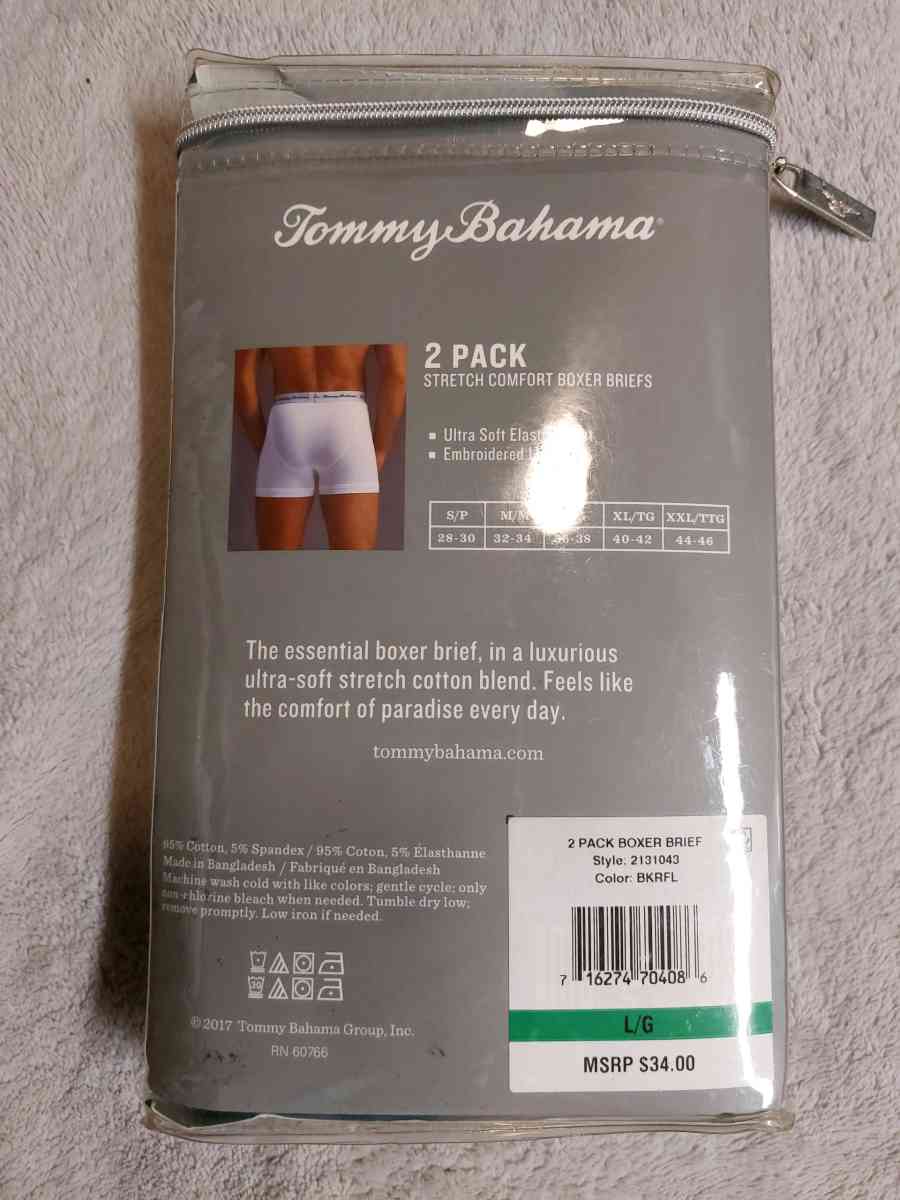 Tommy Bahama®
2 PACK
STRETCH COMFORT BOXER BRIEFS
Ultra Soft
Embroidered
S/P M/M XL/TG XXL/TTG
28-30 32-34 36-38 40-42 44-46
The essential boxer brief, in a luxurious
ultra-soft stretch cotton blend. Feels like
the comfort of paradise every day.
tommybahama.com
95% Cotton, 5% Spandex / 95% Coton, 5% Élasthanne
Made in Bangladesh / Fabriqué en Bangladesh
Machine wash cold with like colors; gentle cycle; only
non-chlorine bleach when needed. Tumble dry low;
remove promptly. Low iron if needed.
30
© 2017 Tommy Bahama Group, Inc.
RN 60766
2 PACK BOXER BRIEF
Style: 2131043
Color: BKRFL
7 16274 70408 6
L/G
MSRP $34.00